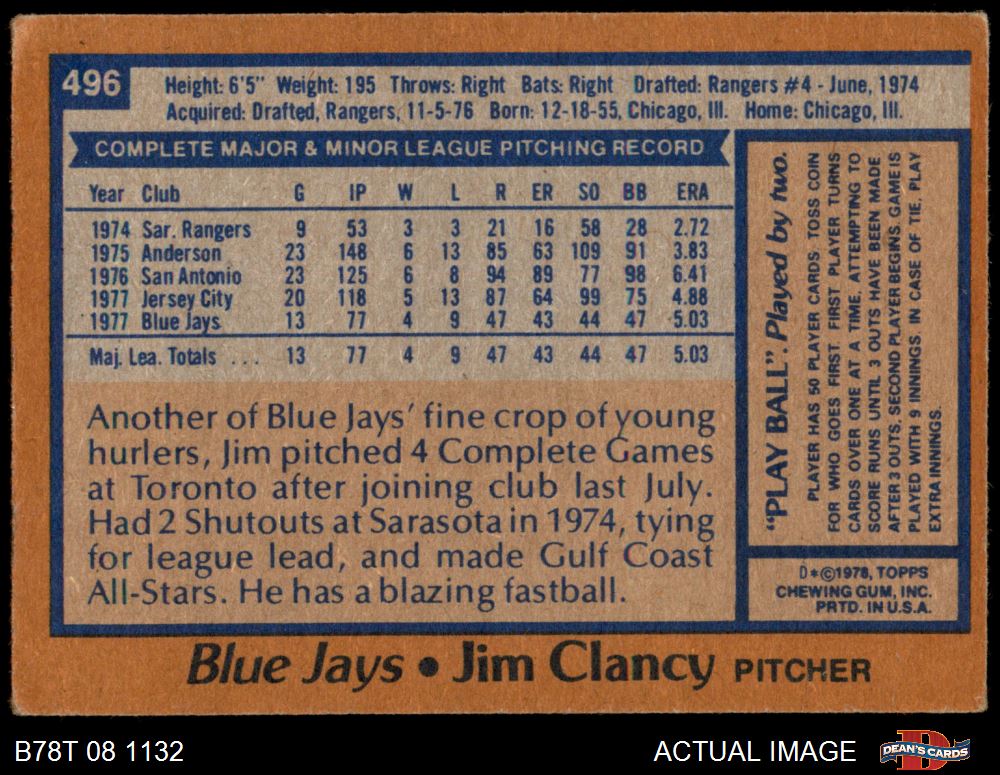 496
Height: 6'5" Weight: 195 Throws: Right Bats: Right Drafted: Rangers #4 - June, 1974
Acquired: Drafted, Rangers, 11-5-76 Born: 12-18-55, Chicago, Ill. Home: Chicago, Ill.
COMPLETE MAJOR & MINOR LEAGUE PITCHING RECORD
Year Club G IP W L R ER SO BB ERA
1974 Sar. Rangers 9 53 3 3 21 16 58 28 2.72
1975 Anderson 23 148 6 13 85 63 109 91 3.83
1976 San Antonio 23 125 6 8 94 89 77 98 6.41
1977 Jersey City 20 118 5 13 87 64 99 75 4.88
1977 Blue Jays 13 77 4 9 47 43 44 47 5.03
Maj. Lea. Totals ... 13 77 4 9 47 43 44 47 5.03
Another of Blue Jays' fine crop of young
hurlers, Jim pitched 4 Complete Games
at Toronto after joining club last July.
Had 2 Shutouts at Sarasota in 1974, tying
for league lead, and made Gulf Coast
All-Stars. He has a blazing fastball.
"PLAY BALL". Played by two.
PLAYER HAS 50 PLAYER CARDS. TOSS COIN
FOR WHO GOES FIRST. FIRST PLAYER TURNS
CARDS OVER ONE AT A TIME, ATTEMPTING TO
SCORE RUNS UNTIL 3 OUTS HAVE BEEN MADE
AFTER 3 OUTS, SECOND PLAYER BEGINS. GAME IS
PLAYED WITH 9 INNINGS IN CASE OF TIE, PLAY
EXTRA INNINGS.
D*©1978, TOPPS
CHEWING GUM, INC.
PRTD. IN U.S.A.
Blue Jays • Jim Clancy PITCHER
B78T 08 1132
ACTUAL IMAGE
DEAN'S CARDS